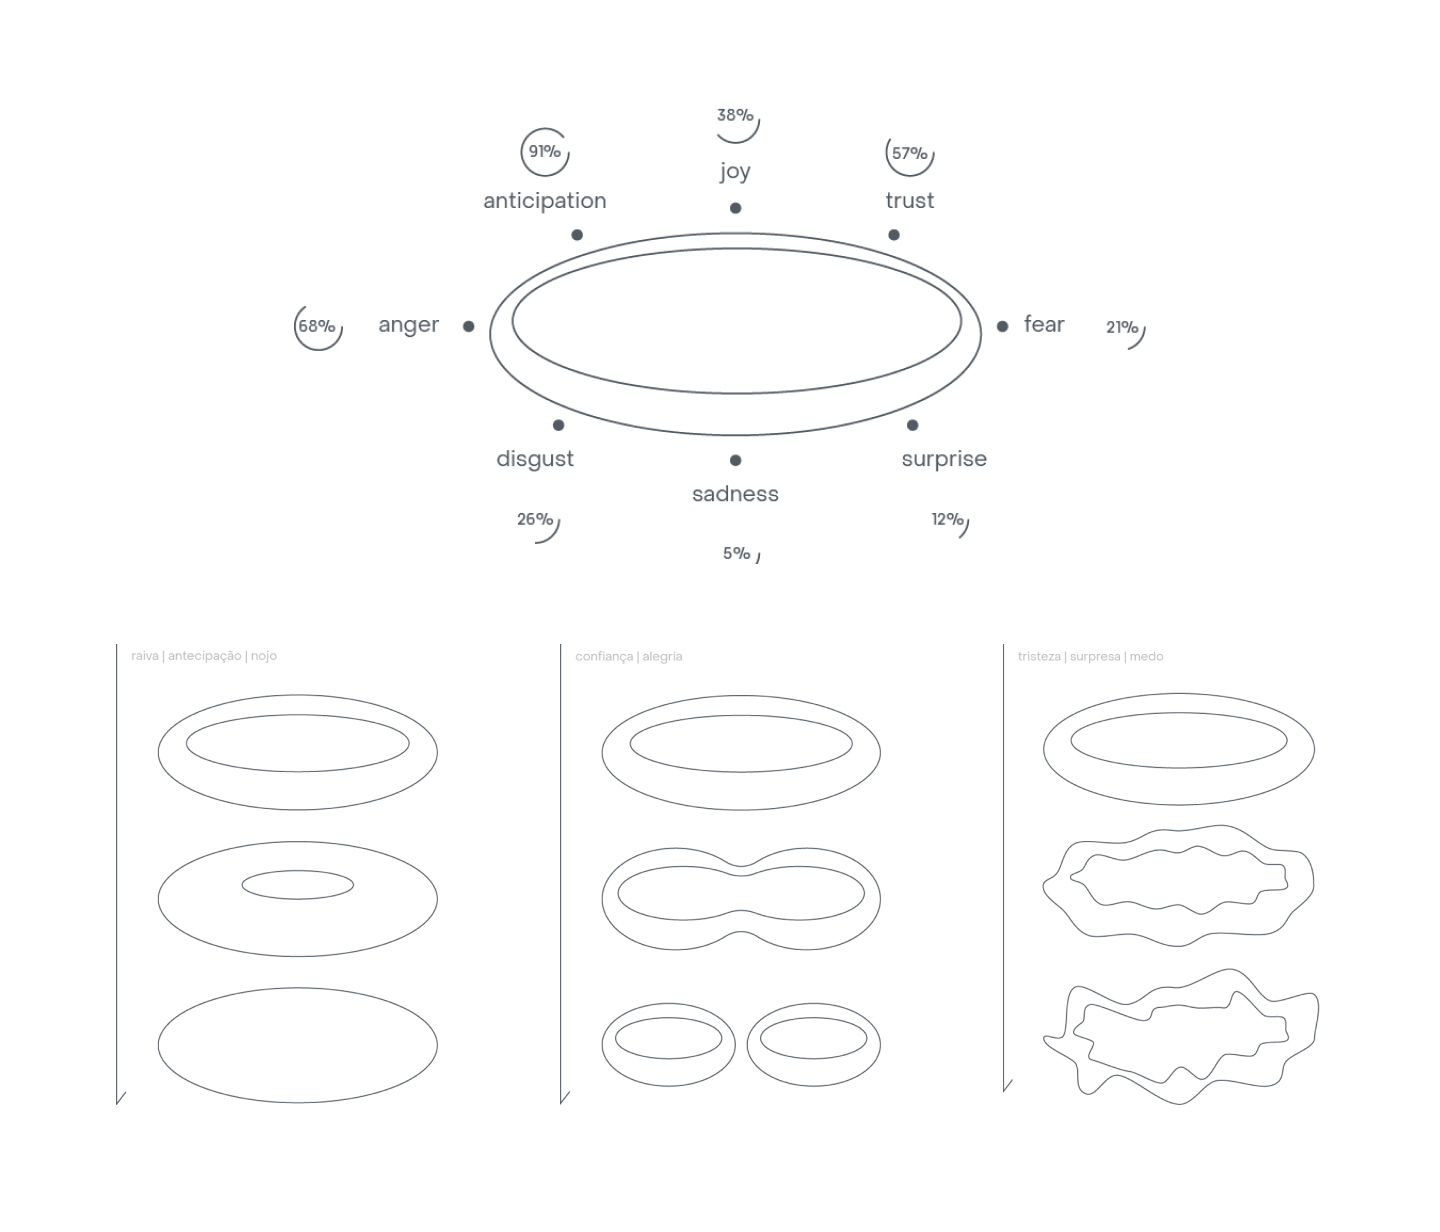 38%
joy
91%
anticipation
57%
trust
68%
anger
fear
21%
disgust
26%
sadness
5%
surprise
12%
raiva | antecipação | nojo
confiança | alegria
tristeza | surpresa | medo